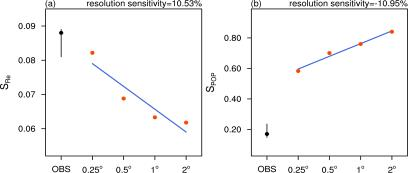 (a) resolution sensitivity=10.53%
0.09
0.08
0.07
0.06
S_Re
OBS 0.25° 0.5° 1° 2°
(b) resolution sensitivity=-10.95%
0.80
0.60
0.40
0.20
S_POP
OBS 0.25° 0.5° 1° 2°